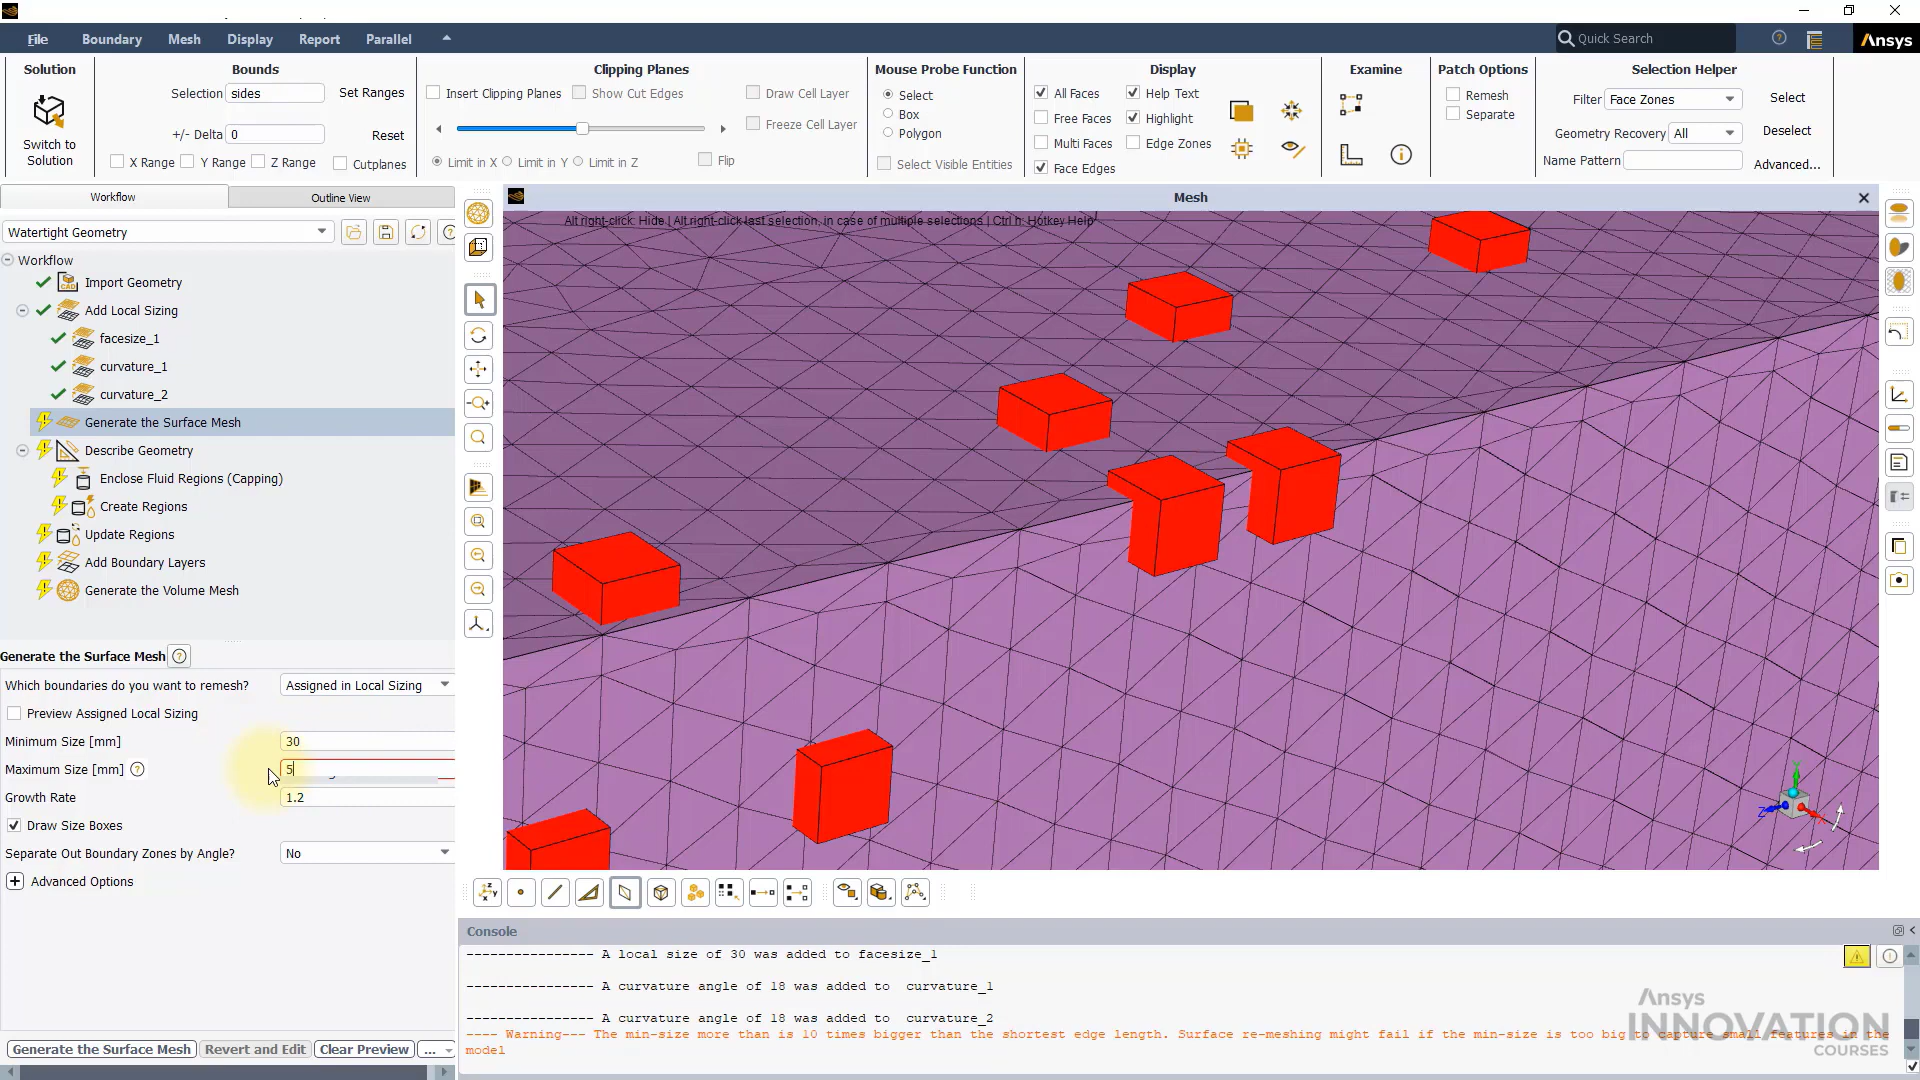 File Boundary Mesh Display Report Parallel Quick Search Ansys
Solution Bounds Clipping Planes Mouse Probe Function Display Examine Patch Options Selection Helper
Switch to Solution
Selection sides Set Ranges
+/- Delta 0 Reset
X Range Y Range Z Range Cutplanes
Insert Clipping Planes Show Cut Edges Draw Cell Layer
Freeze Cell Layer
Limit in X Limit in Y Limit in Z Flip
Select
Box
Polygon
Select Visible Entities
All Faces Help Text
Free Faces Highlight
Multi Faces Edge Zones
Face Edges
Remesh
Separate
Filter Face Zones Select
Geometry Recovery All Deselect
Name Pattern Advanced...
Workflow Outline View
Mesh
Alt right-click: Hide | Alt right-click last selection, in case of multiple selections | Ctrl h: Hotkey Help
Watertight Geometry
Workflow
Import Geometry
Add Local Sizing
facesize_1
curvature_1
curvature_2
Generate the Surface Mesh
Describe Geometry
Enclose Fluid Regions (Capping)
Create Regions
Update Regions
Add Boundary Layers
Generate the Volume Mesh
Generate the Surface Mesh
Which boundaries do you want to remesh? Assigned in Local Sizing
Preview Assigned Local Sizing
Minimum Size [mm] 30
Maximum Size [mm] 5
Growth Rate 1.2
Draw Size Boxes
Separate Out Boundary Zones by Angle? No
Advanced Options
Generate the Surface Mesh Revert and Edit Clear Preview ...
Y
Z
X
Console
---------------- A local size of 30 was added to facesize_1
---------------- A curvature angle of 18 was added to curvature_1
---------------- A curvature angle of 18 was added to curvature_2
---- Warning--- The min-size more than is 10 times bigger than the shortest edge length. Surface re-meshing might fail if the min-size is too big to capture small features in the
model
Ansys
INNOVATION
COURSES